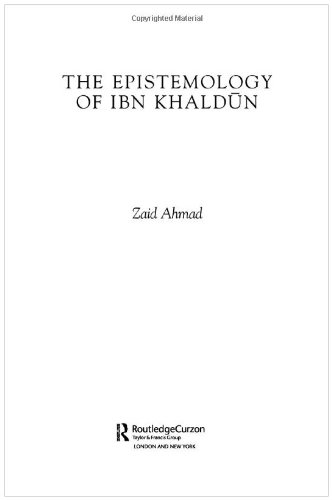 Copyrighted Material
THE EPISTEMOLOGY
OF IBN KHALDŪN
Zaid Ahmad
RoutledgeCurzon
Taylor & Francis Group
LONDON AND NEW YORK